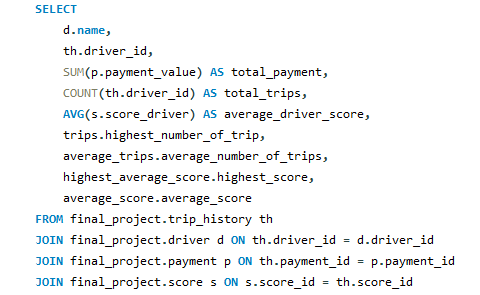 SELECT
d.name,
th.driver_id,
SUM(p.payment_value) AS total_payment,
COUNT(th.driver_id) AS total_trips,
AVG(s.score_driver) AS average_driver_score,
trips.highest_number_of_trip,
average_trips.average_number_of_trips,
highest_average_score.highest_score,
average_score.average_score
FROM final_project.trip_history th
JOIN final_project.driver d ON th.driver_id = d.driver_id
JOIN final_project.payment p ON th.payment_id = p.payment_id
JOIN final_project.score s ON s.score_id = th.score_id